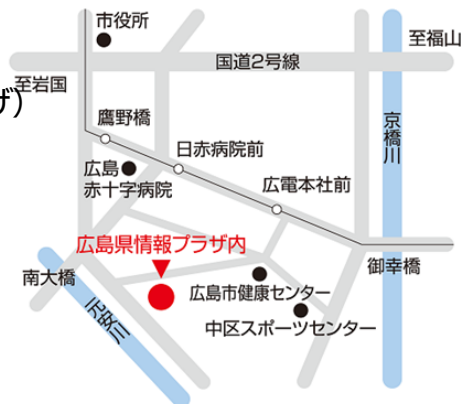 市役所
至福山
国道2号線
至岩国
ザ)
鷹野橋
京橋川
日赤病院前
広島
赤十字病院
広電本社前
広島県情報プラザ内
御幸橋
南大橋
広島市健康センター
元安川
中区スポーツセンター